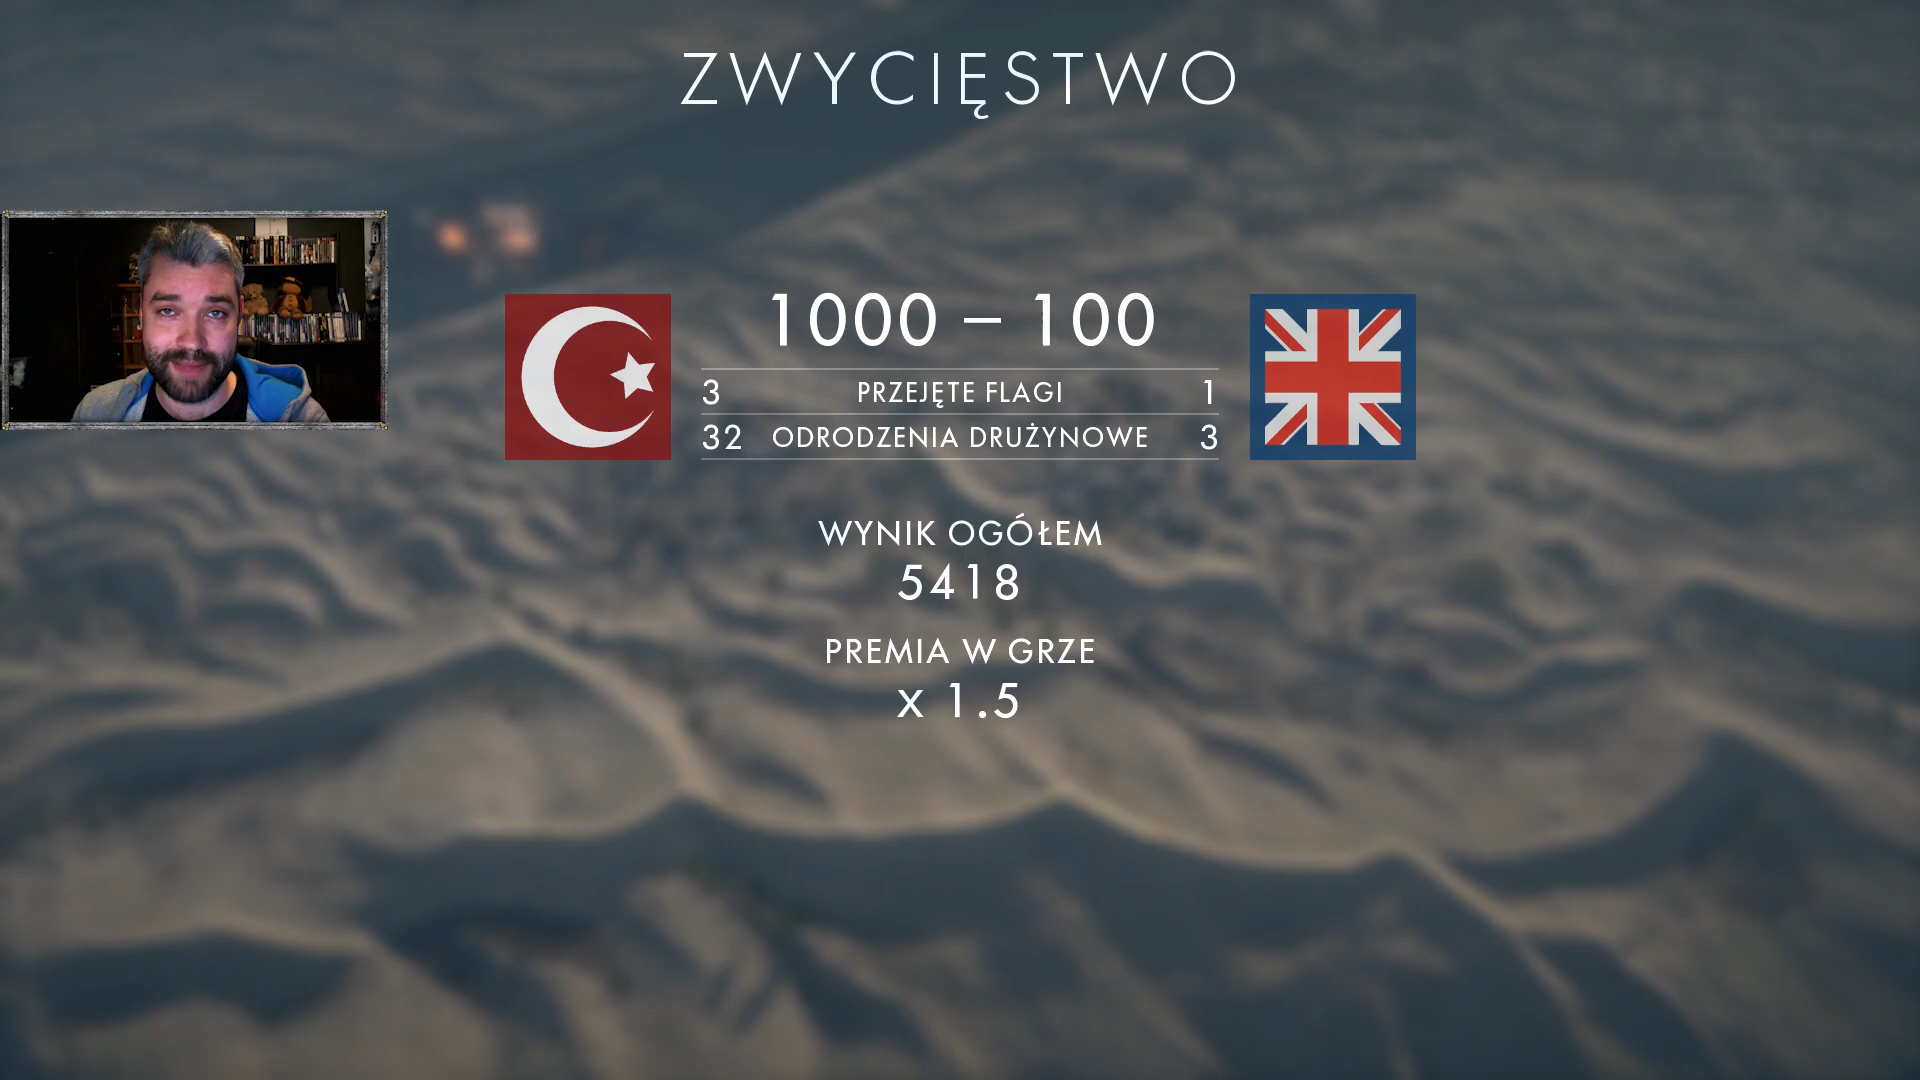 ZWYCIĘSTWO
1000 – 100
3 PRZEJĘTE FLAGI 1
32 ODRODZENIA DRUŻYNOWE 3
WYNIK OGÓŁEM
5418
PREMIA W GRZE
x 1.5